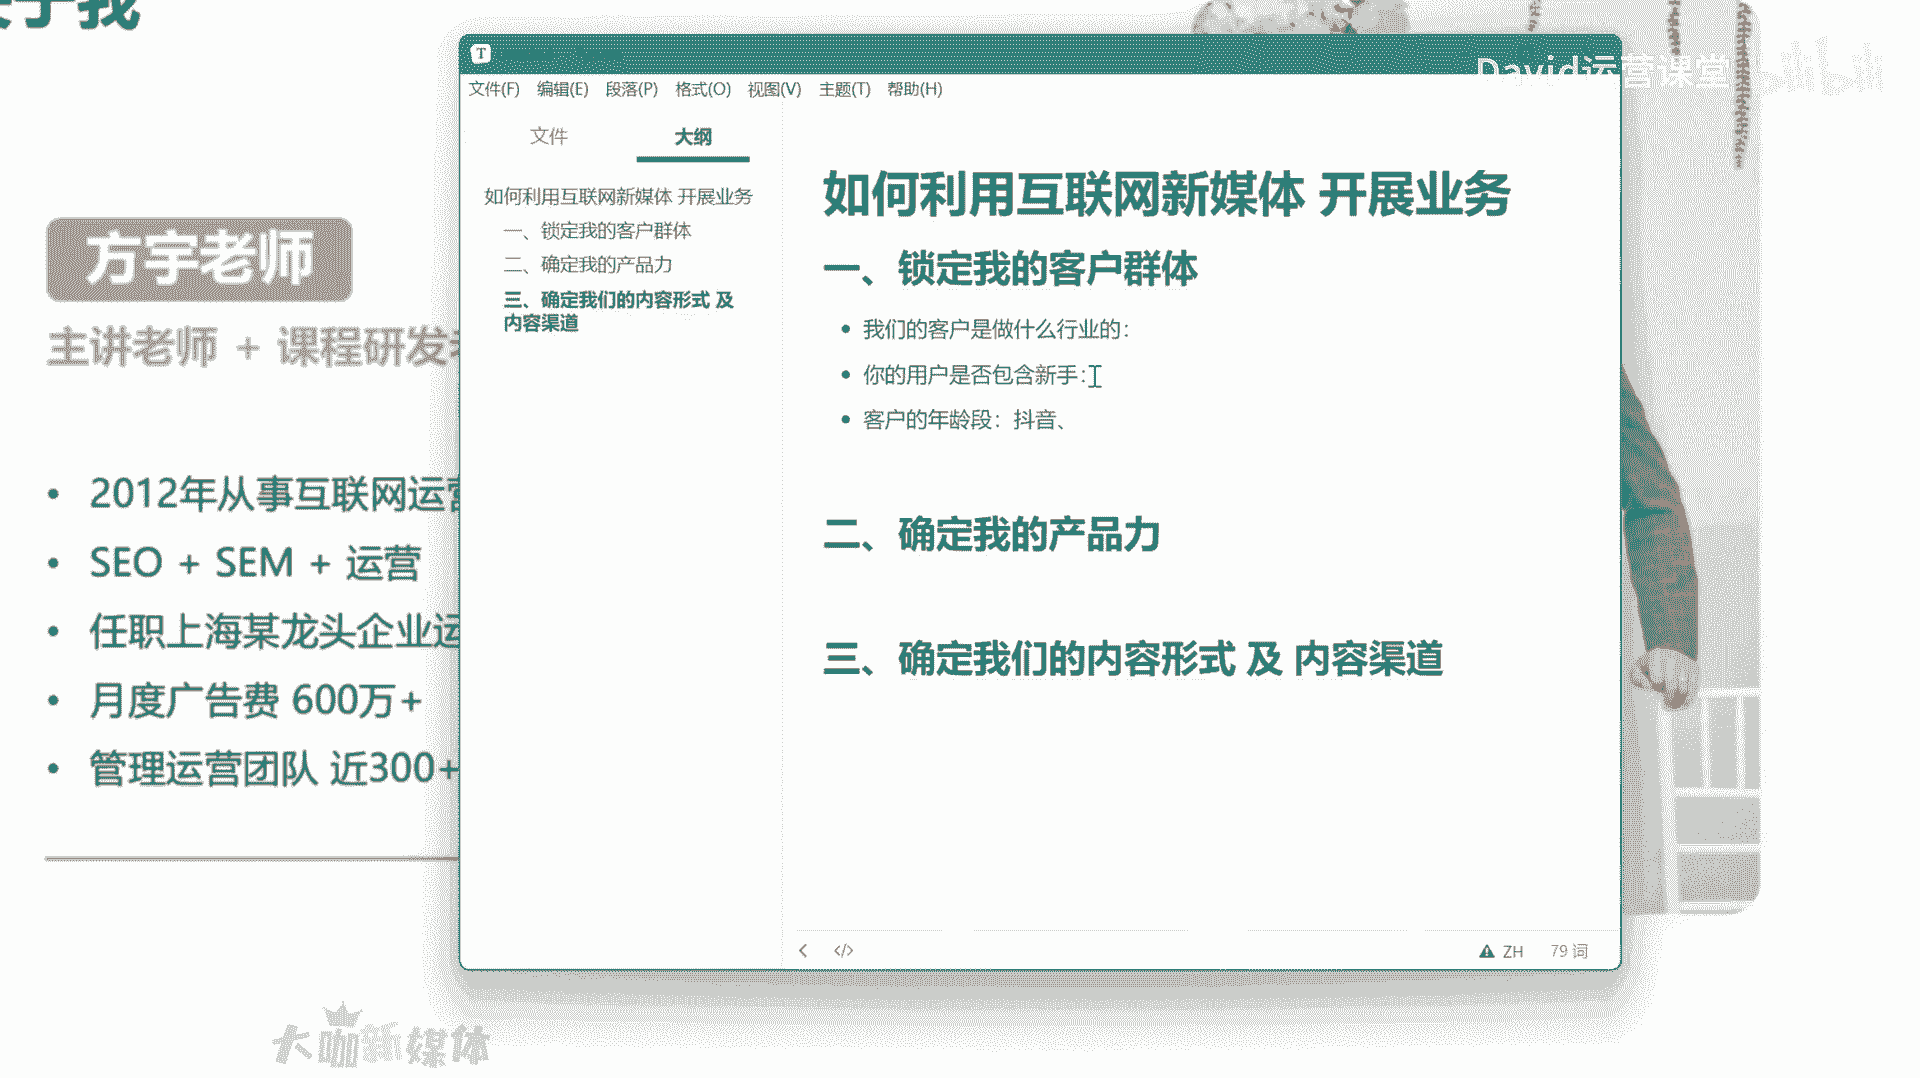 于我
方宇老师
主讲老师 + 课程研发
2012年从事互联网运营
SEO + SEM + 运营
任职上海某龙头企业运
月度广告费 600万+
管理运营团队 近300+
大咖新媒体
T
文件(F) 编辑(E) 段落(P) 格式(O) 视图(V) 主题(T) 帮助(H)
文件 大纲
如何利用互联网新媒体 开展业务
一、锁定我的客户群体
二、确定我的产品力
三、确定我们的内容形式 及
内容渠道
如何利用互联网新媒体 开展业务
一、锁定我的客户群体
我们的客户是做什么行业的：
你的用户是否包含新手：
客户的年龄段：抖音、
二、确定我的产品力
三、确定我们的内容形式 及 内容渠道
</> ZH 79 词
David运营课堂 bilibili